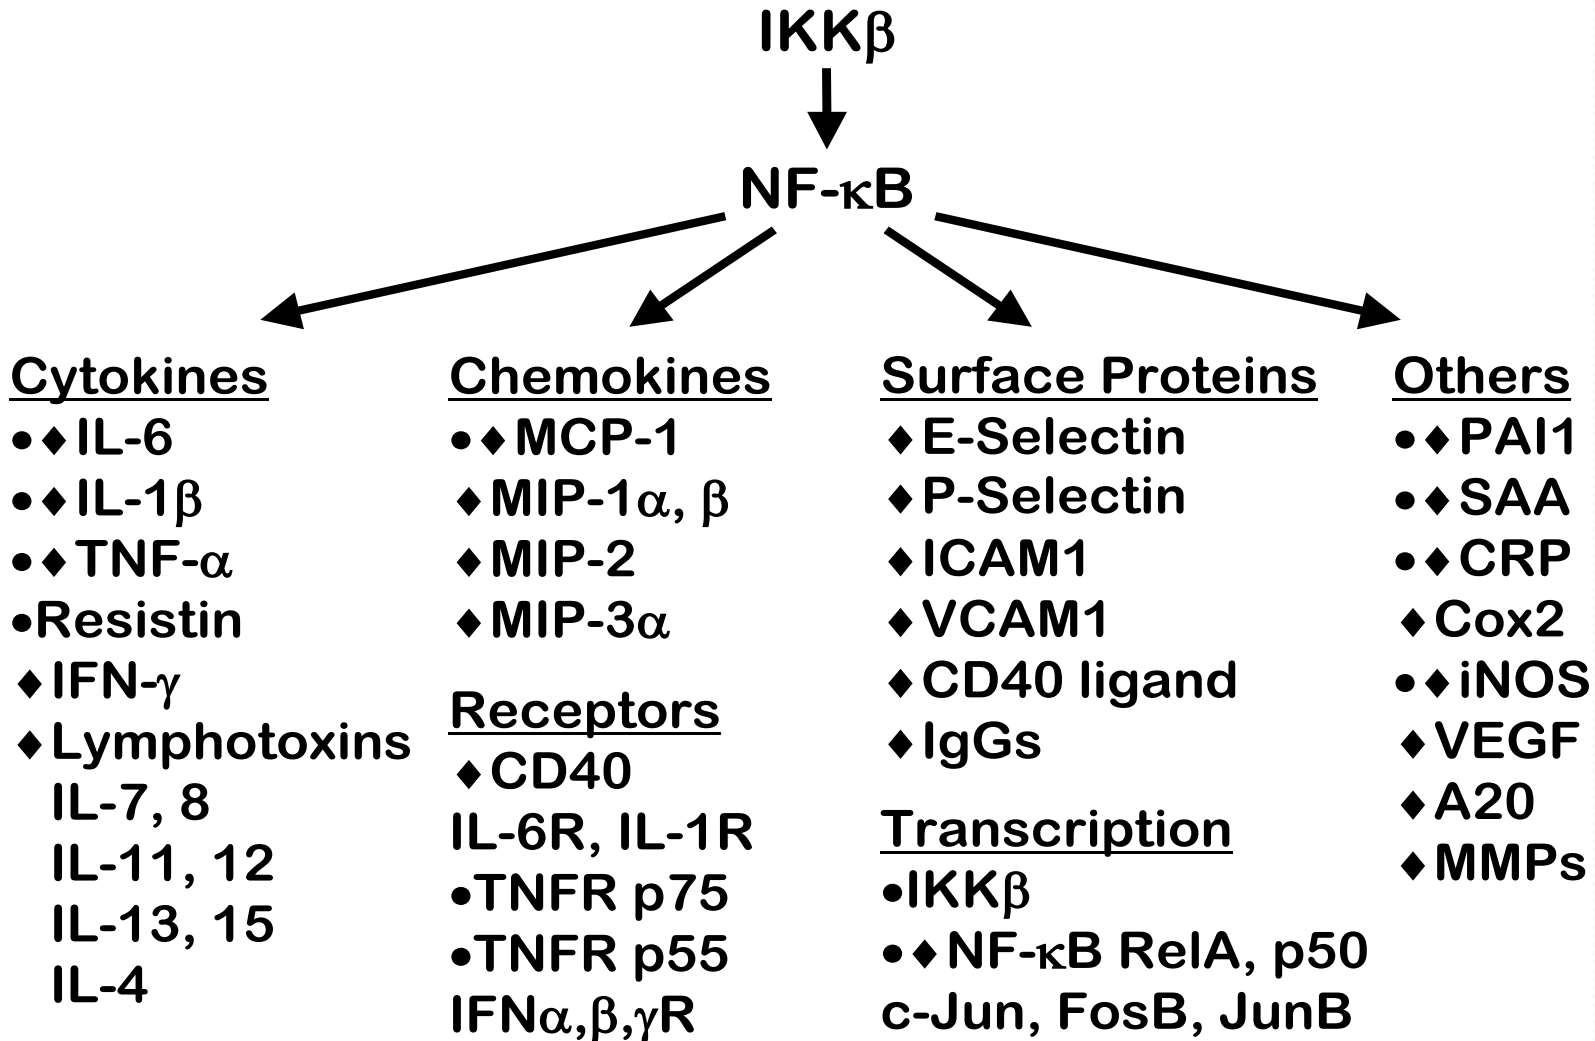 IKKβ
NF-κB
Cytokines
●♦IL-6
●♦IL-1β
●♦TNF-α
●Resistin
♦IFN-γ
♦Lymphotoxins
IL-7, 8
IL-11, 12
IL-13, 15
IL-4
Chemokines
●♦MCP-1
♦MIP-1α, β
♦MIP-2
♦MIP-3α
Receptors
♦CD40
IL-6R, IL-1R
●TNFR p75
●TNFR p55
IFNα,β,γR
Surface Proteins
♦E-Selectin
♦P-Selectin
♦ICAM1
♦VCAM1
♦CD40 ligand
♦IgGs
Transcription
●IKKβ
●♦NF-κB RelA, p50
c-Jun, FosB, JunB
Others
●♦PAI1
●♦SAA
●♦CRP
♦Cox2
●♦iNOS
♦VEGF
♦A20
♦MMPs